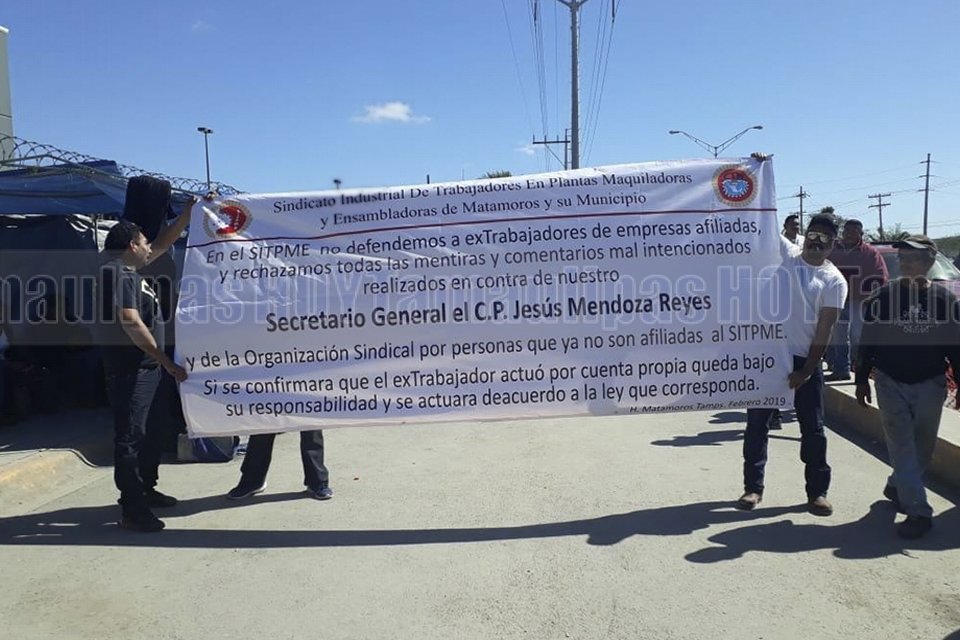 Sindicato Industrial De Trabajadores En Plantas Maquiladoras
y Ensambladoras de Matamoros y su Municipio
En el SITPME no defendemos a exTrabajadores de empresas afiliadas,
y rechazamos todas las mentiras y comentarios mal intencionados
realizados en contra de nuestro
Secretario General el C.P. Jesús Mendoza Reyes
y de la Organización Sindical por personas que ya no son afiliadas al SITPME.
Si se confirmara que el exTrabajador actuó por cuenta propia queda bajo
su responsabilidad y se actuara deacuerdo a la ley que corresponda.
H. Matamoros Tamps. Febrero 2019